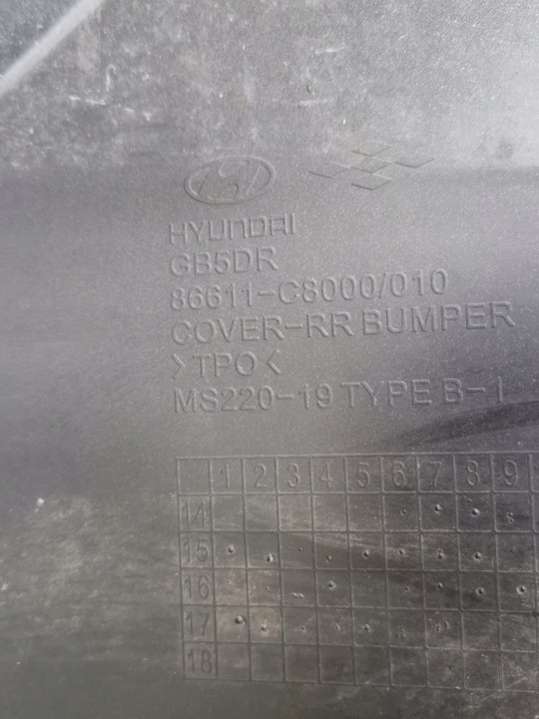 HYUNDAI
GB5DR
86611-C8000/010
COVER-RR BUMPER
>TPO<
MS220-19 TYPE B-1
1 2 3 4 5 6 7 8 9
14
15
16
17
18